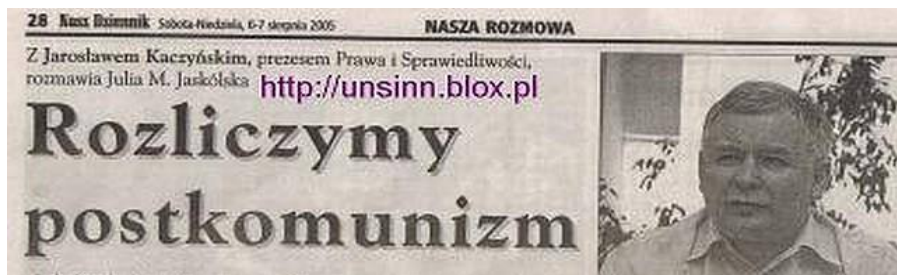 28 Nasz Dziennik Sobota-Niedziela, 6-7 sierpnia 2005 NASZA ROZMOWA
Z Jarosławem Kaczyńskim, prezesem Prawa i Sprawiedliwości,
rozmawia Julia M. Jaskólska http://unsinn.blox.pl
Rozliczymy
postkomunizm